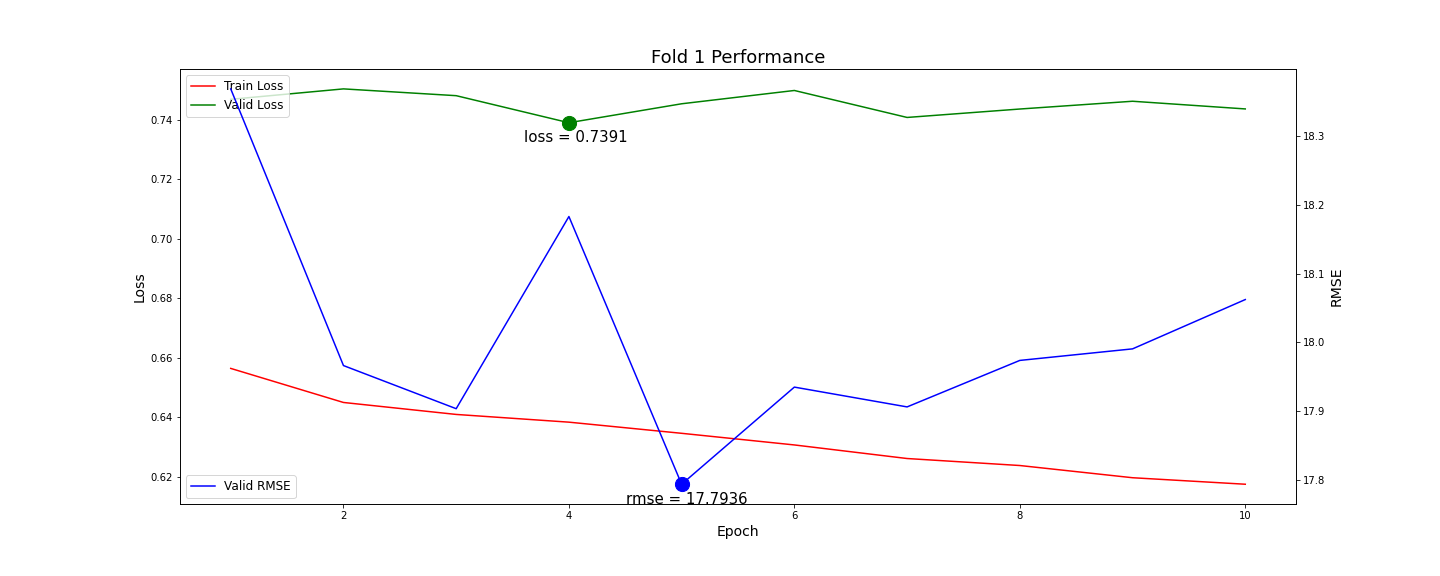 Fold 1 Performance
Train Loss
Valid Loss
0.74
0.72
0.70
0.68
0.66
0.64
0.62
Loss
loss = 0.7391
rmse = 17.7936
Valid RMSE
18.3
18.2
18.1
18.0
17.9
17.8
RMSE
2
4
6
8
10
Epoch